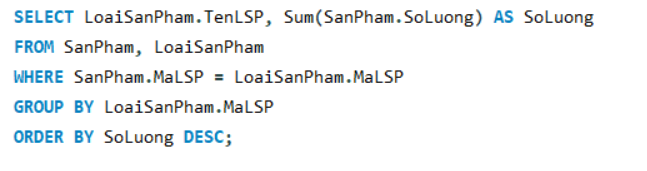 SELECT LoaiSanPham.TenLSP, Sum(SanPham.SoLuong) AS SoLuong
FROM SanPham, LoaiSanPham
WHERE SanPham.MaLSP = LoaiSanPham.MaLSP
GROUP BY LoaiSanPham.MaLSP
ORDER BY SoLuong DESC;